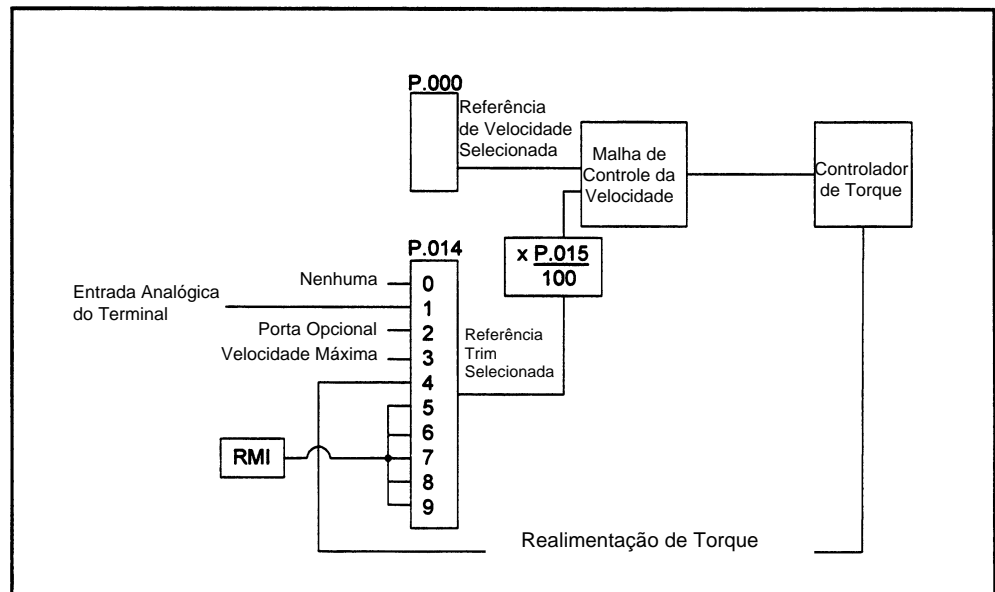 P.000
Referência
de Velocidade
Selecionada
Malha de
Controle da
Velocidade
Controlador
de Torque
P.014
x P.015
100
Nenhuma
0
Entrada Analógica
do Terminal
1
Porta Opcional
2
Velocidade Máxima
3
Referência
Trim
Selecionada
4
5
6
RMI
7
8
9
Realimentação de Torque